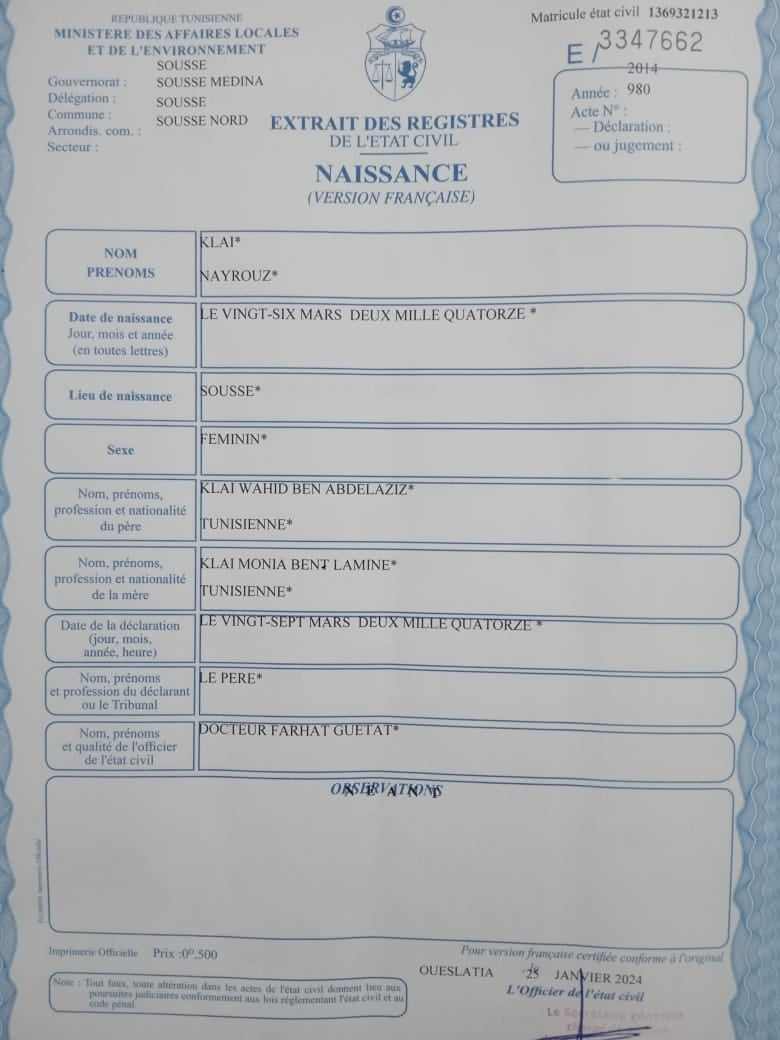 REPUBLIQUE TUNISIENNE
MINISTERE DES AFFAIRES LOCALES
ET DE L'ENVIRONNEMENT
SOUSSE
Gouvernorat : SOUSSE MEDINA
Délégation : SOUSSE
Commune : SOUSSE NORD
Arrondis. com. :
Secteur :
Matricule état civil 1369321213
E / 3347662
2014
Année : 980
Acte N° :
— Déclaration :
— ou jugement :
EXTRAIT DES REGISTRES
DE L'ETAT CIVIL
NAISSANCE
(VERSION FRANÇAISE)
NOM
PRENOMS
KLAI*
NAYROUZ*
Date de naissance
Jour, mois et année
(en toutes lettres)
LE VINGT-SIX MARS DEUX MILLE QUATORZE *
Lieu de naissance
SOUSSE*
Sexe
FEMININ*
Nom, prénoms,
profession et nationalité
du père
KLAI WAHID BEN ABDELAZIZ*
TUNISIENNE*
Nom, prénoms,
profession et nationalité
de la mère
KLAI MONIA BENT LAMINE*
TUNISIENNE*
Date de la déclaration
(jour, mois,
année, heure)
LE VINGT-SEPT MARS DEUX MILLE QUATORZE *
Nom, prénoms
et profession du déclarant
ou le Tribunal
LE PERE*
Nom, prénoms
et qualité de l'officier
de l'état civil
DOCTEUR FARHAT GUETAT*
OBSERVATIONS
N E A N T
Imprimerie Officielle Prix :0ᴰ.500
Note : Tout faux, toute altération dans les actes de l'état civil donnent lieu aux
poursuites judiciaires conformement aux lois réglementant l'état civil et au
code pénal.
Pour version française certifiée conforme à l'original
OUESLATIA 25 JANVIER 2024
L'Officier de l'état civil
Le Secrétaire général